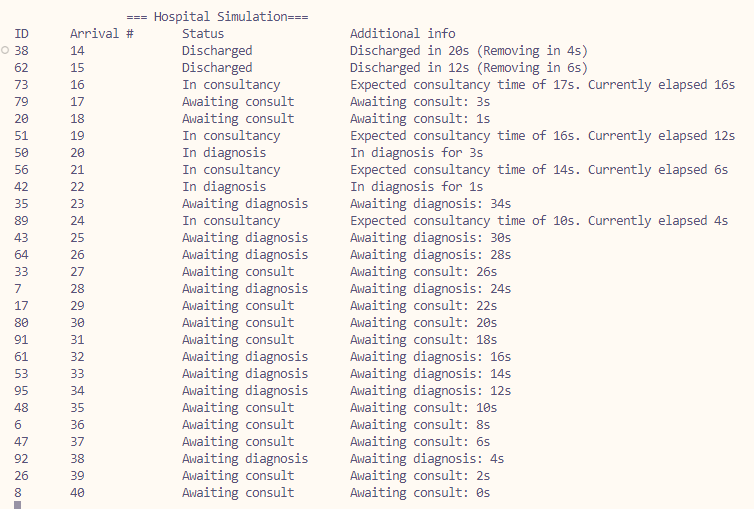 === Hospital Simulation===
ID Arrival # Status Additional info
38 14 Discharged Discharged in 20s (Removing in 4s)
62 15 Discharged Discharged in 12s (Removing in 6s)
73 16 In consultancy Expected consultancy time of 17s. Currently elapsed 16s
79 17 Awaiting consult Awaiting consult: 3s
20 18 Awaiting consult Awaiting consult: 1s
51 19 In consultancy Expected consultancy time of 16s. Currently elapsed 12s
50 20 In diagnosis In diagnosis for 3s
56 21 In consultancy Expected consultancy time of 14s. Currently elapsed 6s
42 22 In diagnosis In diagnosis for 1s
35 23 Awaiting diagnosis Awaiting diagnosis: 34s
89 24 In consultancy Expected consultancy time of 10s. Currently elapsed 4s
43 25 Awaiting diagnosis Awaiting diagnosis: 30s
64 26 Awaiting diagnosis Awaiting diagnosis: 28s
33 27 Awaiting consult Awaiting consult: 26s
7 28 Awaiting diagnosis Awaiting diagnosis: 24s
17 29 Awaiting consult Awaiting consult: 22s
80 30 Awaiting consult Awaiting consult: 20s
91 31 Awaiting consult Awaiting consult: 18s
61 32 Awaiting diagnosis Awaiting diagnosis: 16s
53 33 Awaiting diagnosis Awaiting diagnosis: 14s
95 34 Awaiting diagnosis Awaiting diagnosis: 12s
48 35 Awaiting consult Awaiting consult: 10s
6 36 Awaiting consult Awaiting consult: 8s
47 37 Awaiting consult Awaiting consult: 6s
92 38 Awaiting diagnosis Awaiting diagnosis: 4s
26 39 Awaiting consult Awaiting consult: 2s
8 40 Awaiting consult Awaiting consult: 0s